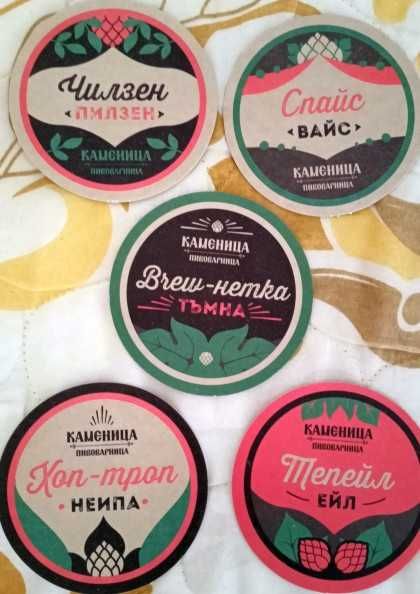 Чилзен
ПИЛЗЕН
КАМЕНИЦА
ПИВОВАРНИЦА
Спайс
ВАЙС
КАМЕНИЦА
ПИВОВАРНИЦА
КАМЕНИЦА
ПИВОВАРНИЦА
Brew-нетка
ТЪМНА
КАМЕНИЦА
ПИВОВАРНИЦА
Хоп-троп
НЕИПА
КАМЕНИЦА
ПИВОВАРНИЦА
Тепейл
ЕЙЛ